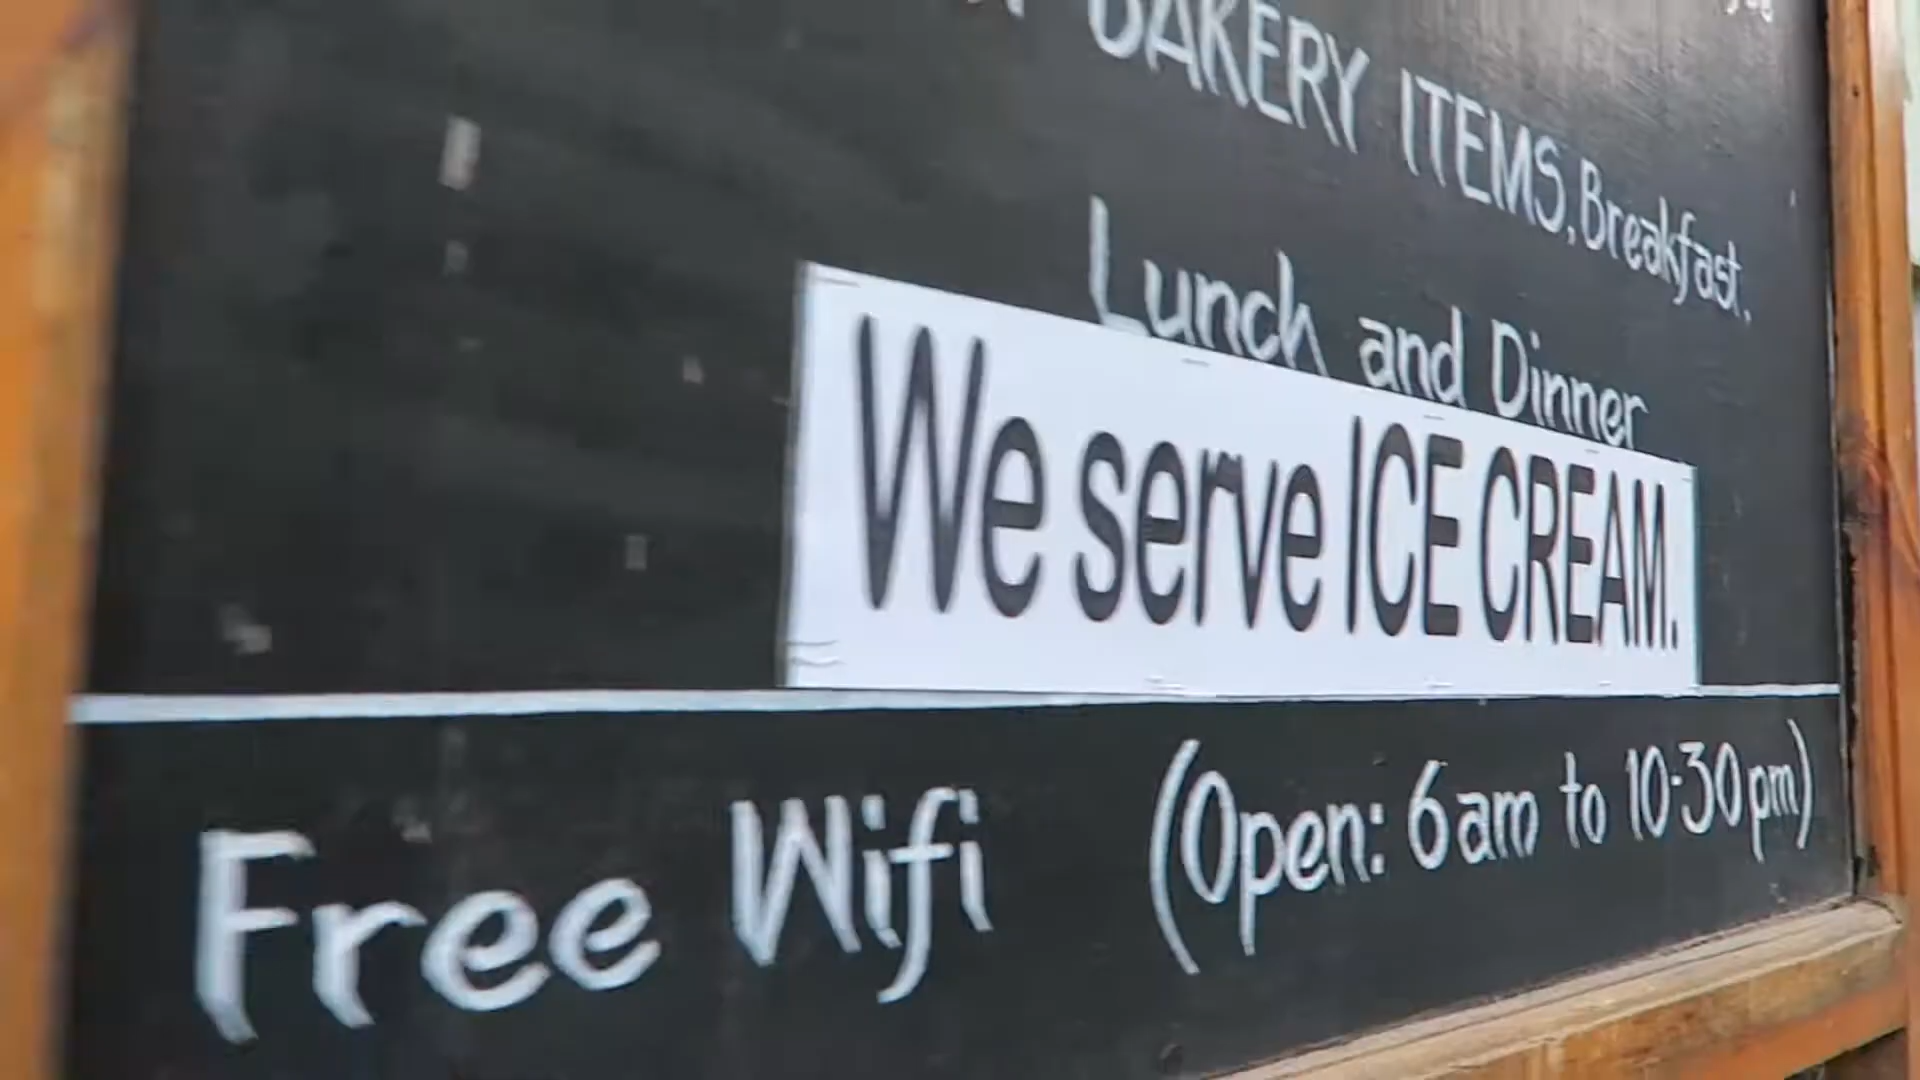 BAKERY ITEMS, Breakfast,
Lunch and Dinner
We serve ICE CREAM.
Free Wifi (Open: 6am to 10·30pm)